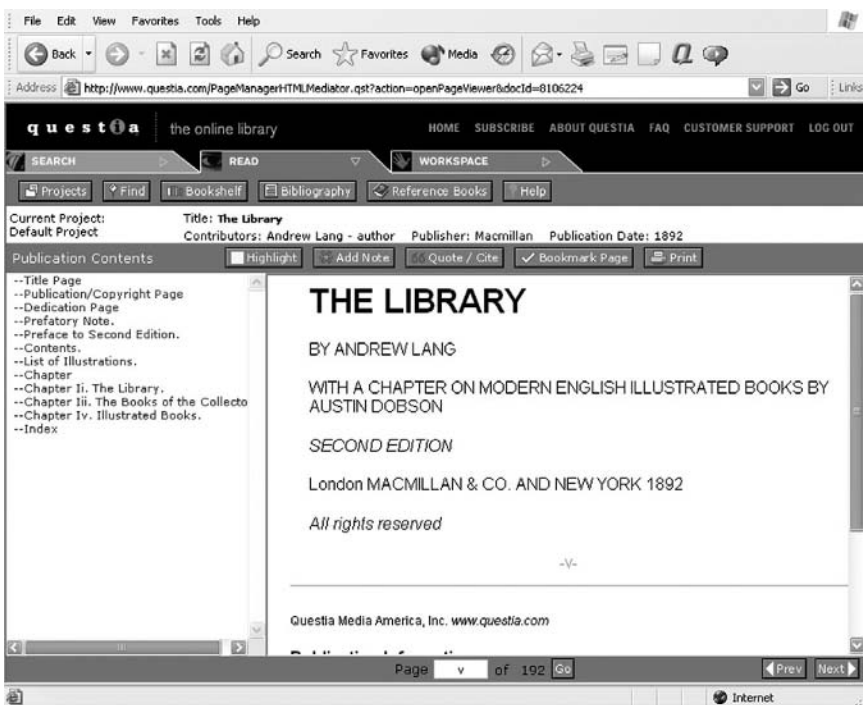 File Edit View Favorites Tools Help
Back Search Favorites Media
Address http://www.questia.com/PageManagerHTMLMediator.qst?action=openPageViewer&docId=8106224 Go Links
questia the online library HOME SUBSCRIBE ABOUT QUESTIA FAQ CUSTOMER SUPPORT LOG OUT
SEARCH READ WORKSPACE
Projects Find Bookshelf Bibliography Reference Books Help
Current Project: Title: The Library
Default Project Contributors: Andrew Lang - author Publisher: Macmillan Publication Date: 1892
Publication Contents Highlight Add Note Quote / Cite Bookmark Page Print
--Title Page
--Publication/Copyright Page
--Dedication Page
--Prefatory Note.
--Preface to Second Edition.
--Contents.
--List of Illustrations.
--Chapter
--Chapter Ii. The Library.
--Chapter Iii. The Books of the Collecto
--Chapter Iv. Illustrated Books.
--Index
THE LIBRARY
BY ANDREW LANG
WITH A CHAPTER ON MODERN ENGLISH ILLUSTRATED BOOKS BY
AUSTIN DOBSON
SECOND EDITION
London MACMILLAN & CO. AND NEW YORK 1892
All rights reserved
-v-
Questia Media America, Inc. www.questia.com
Page v of 192 Go Prev Next
Internet